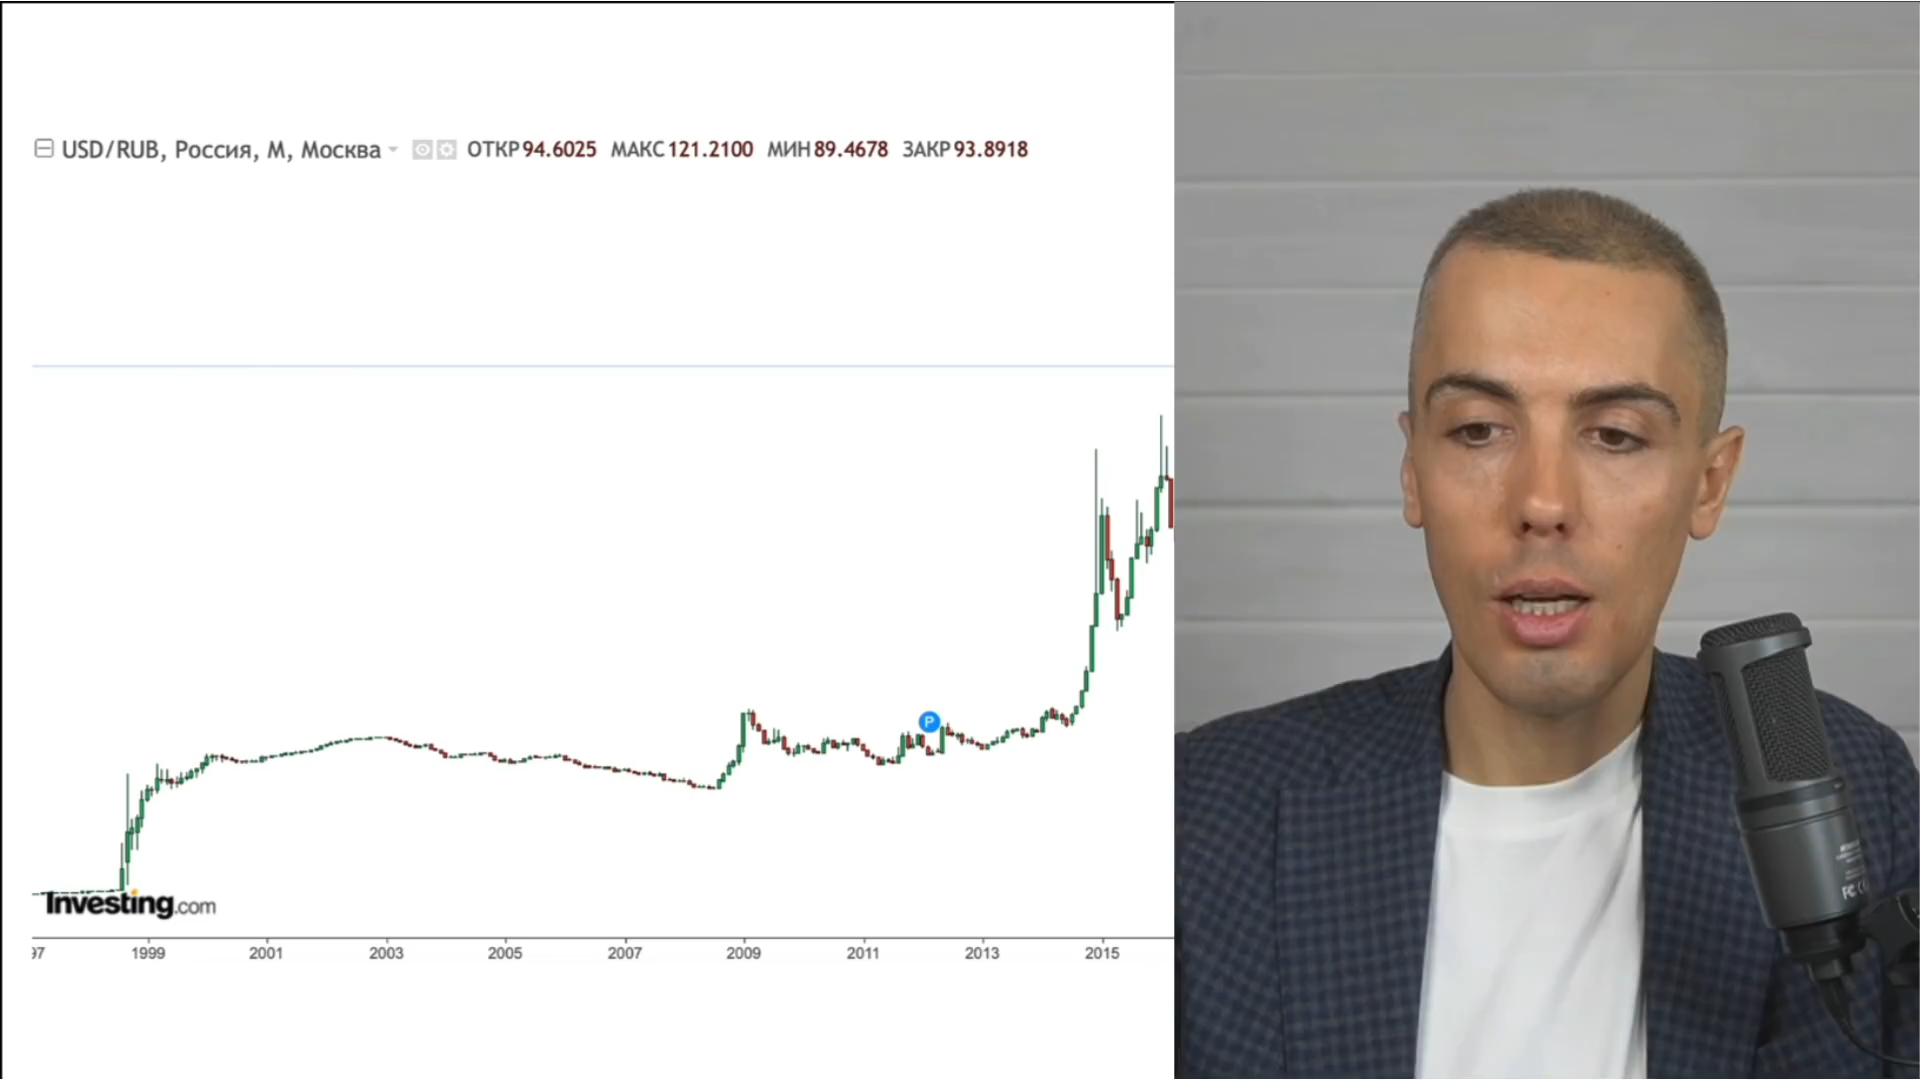 USD/RUB, Россия, М, Москва ОТКР 94.6025 МАКС 121.2100 МИН 89.4678 ЗАКР 93.8918
P
Investing.com
97 1999 2001 2003 2005 2007 2009 2011 2013 2015
FC